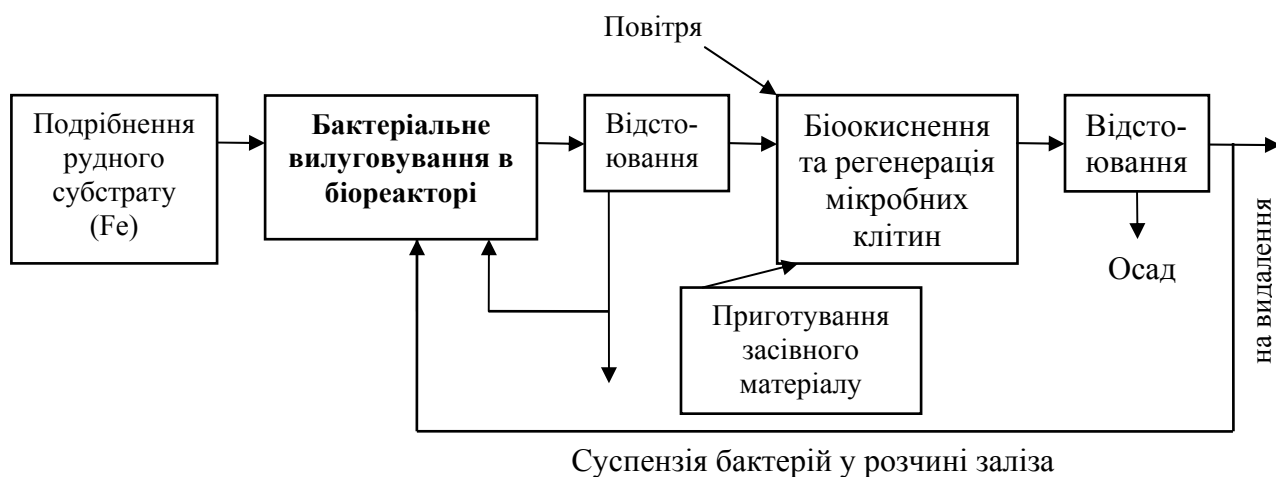 Повітря
Подрібнення
рудного
субстрату
(Fe)
Бактеріальне
вилуговування в
біореакторі
Відсто-
ювання
Біоокиснення
та регенерація
мікробних
клітин
Відсто-
ювання
Осад
на видалення
Приготування
засівного
матеріалу
Суспензія бактерій у розчині заліза